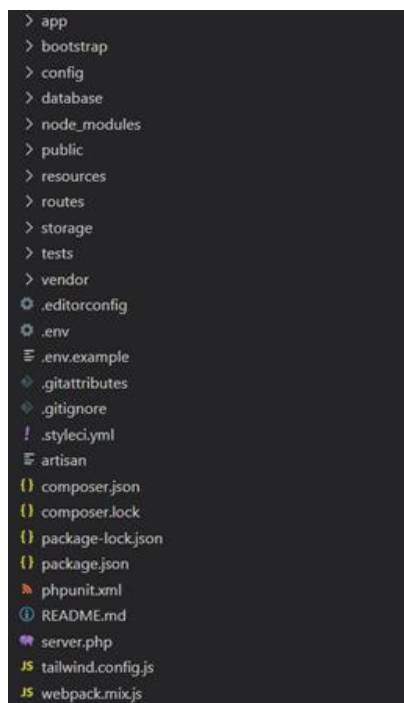 app
bootstrap
config
database
node_modules
public
resources
routes
storage
tests
vendor
.editorconfig
.env
.env.example
.gitattributes
.gitignore
.styleci.yml
artisan
composer.json
composer.lock
package-lock.json
package.json
phpunit.xml
README.md
server.php
JS tailwind.config.js
JS webpack.mix.js